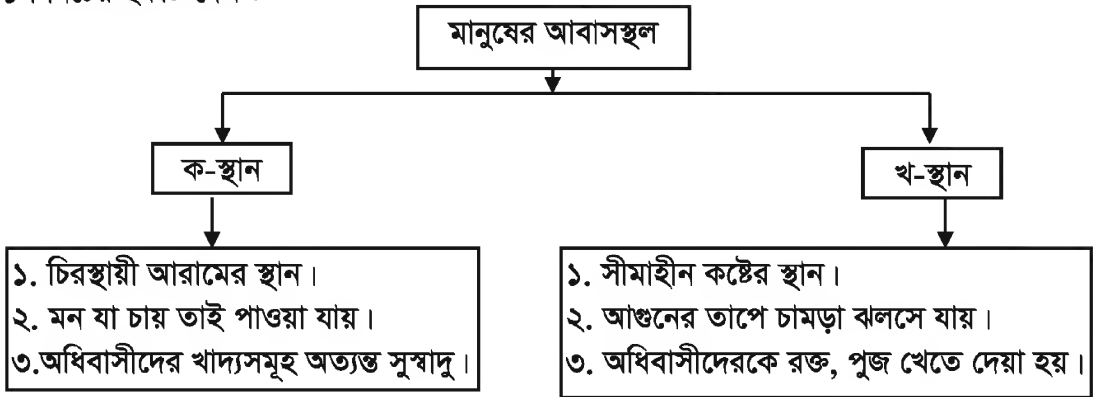 মানুষের আবাসস্থল
ক-স্থান
খ-স্থান
১. চিরস্থায়ী আরামের স্থান।
২. মন যা চায় তাই পাওয়া যায়।
৩.অধিবাসীদের খাদ্যসমূহ অত্যন্ত সুস্বাদু।
১. সীমাহীন কষ্টের স্থান।
২. আগুনের তাপে চামড়া ঝলসে যায়।
৩. অধিবাসীদেরকে রক্ত, পুজ খেতে দেয়া হয়।